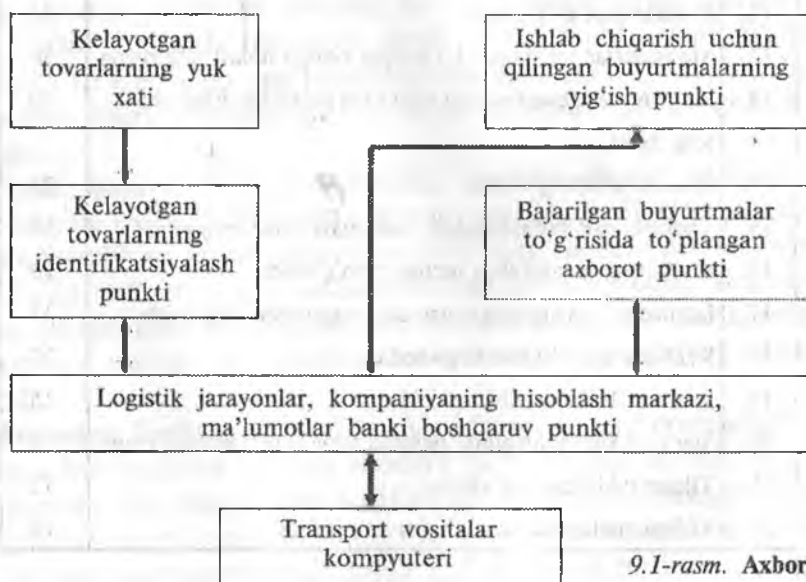 Kelayotgan
tovarlarning yuk
xati
Ishlab chiqarish uchun
qilingan buyurtmalarning
yig‘ish punkti
Kelayotgan
tovarlarning
identifikatsiyalash
punkti
Bajarilgan buyurtmalar
to‘g‘risida to‘plangan
axborot punkti
Logistik jarayonlar, kompaniyaning hisoblash markazi,
ma’lumotlar banki boshqaruv punkti
Transport vositalar
kompyuteri
9.1-rasm. Axbor